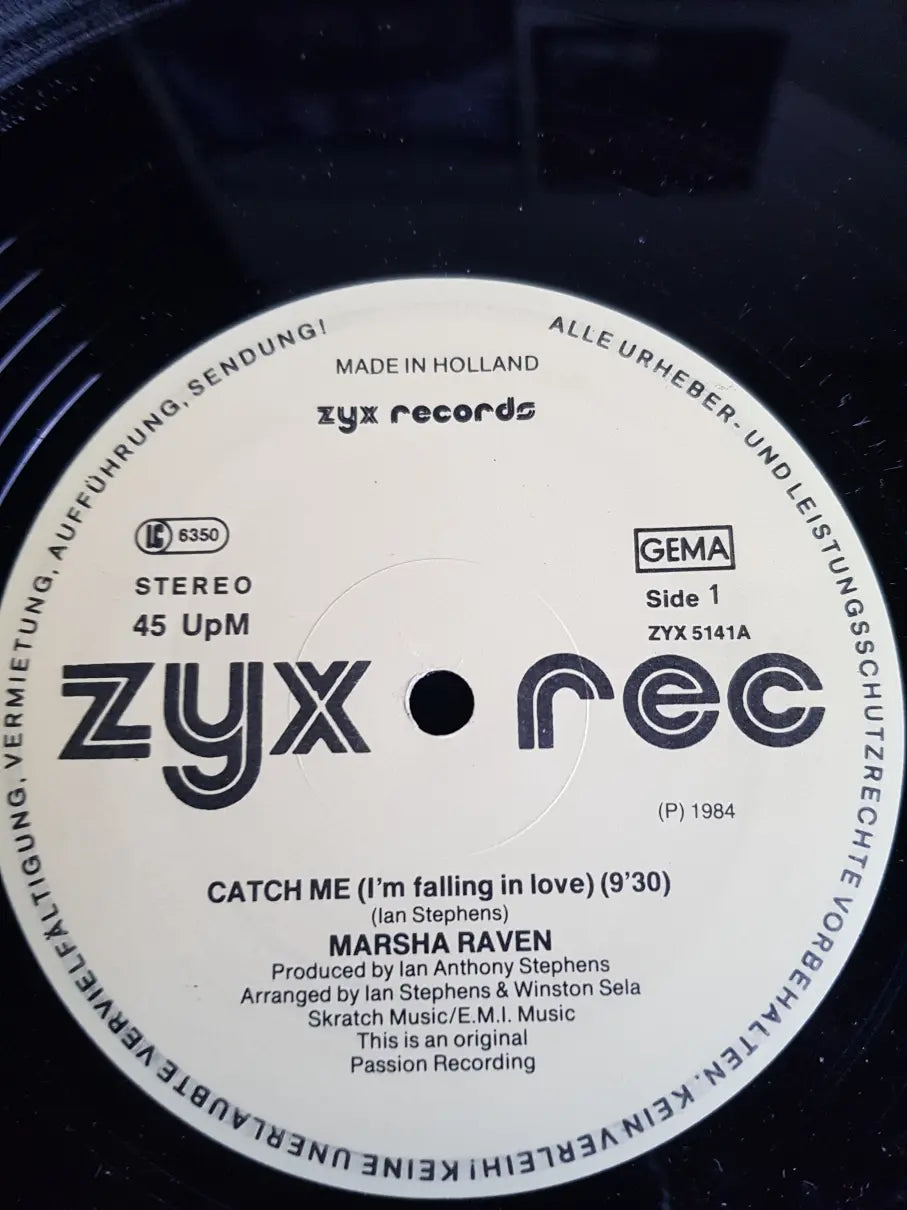 ALLE URHEBER- UND LEISTUNGSSCHUTZRECHTE VORBEHALTEN. KEIN VERLEIH! KEINE UNERLAUBTE VERVIELFÄLTIGUNG, VERMIETUNG, AUFFÜHRUNG, SENDUNG!
MADE IN HOLLAND
zyx records
LC 6350
STEREO
45 UpM
GEMA
Side 1
ZYX 5141A
zyx rec
(P) 1984
CATCH ME (I'm falling in love) (9'30)
(Ian Stephens)
MARSHA RAVEN
Produced by Ian Anthony Stephens
Arranged by Ian Stephens & Winston Sela
Skratch Music/E.M.I. Music
This is an original
Passion Recording